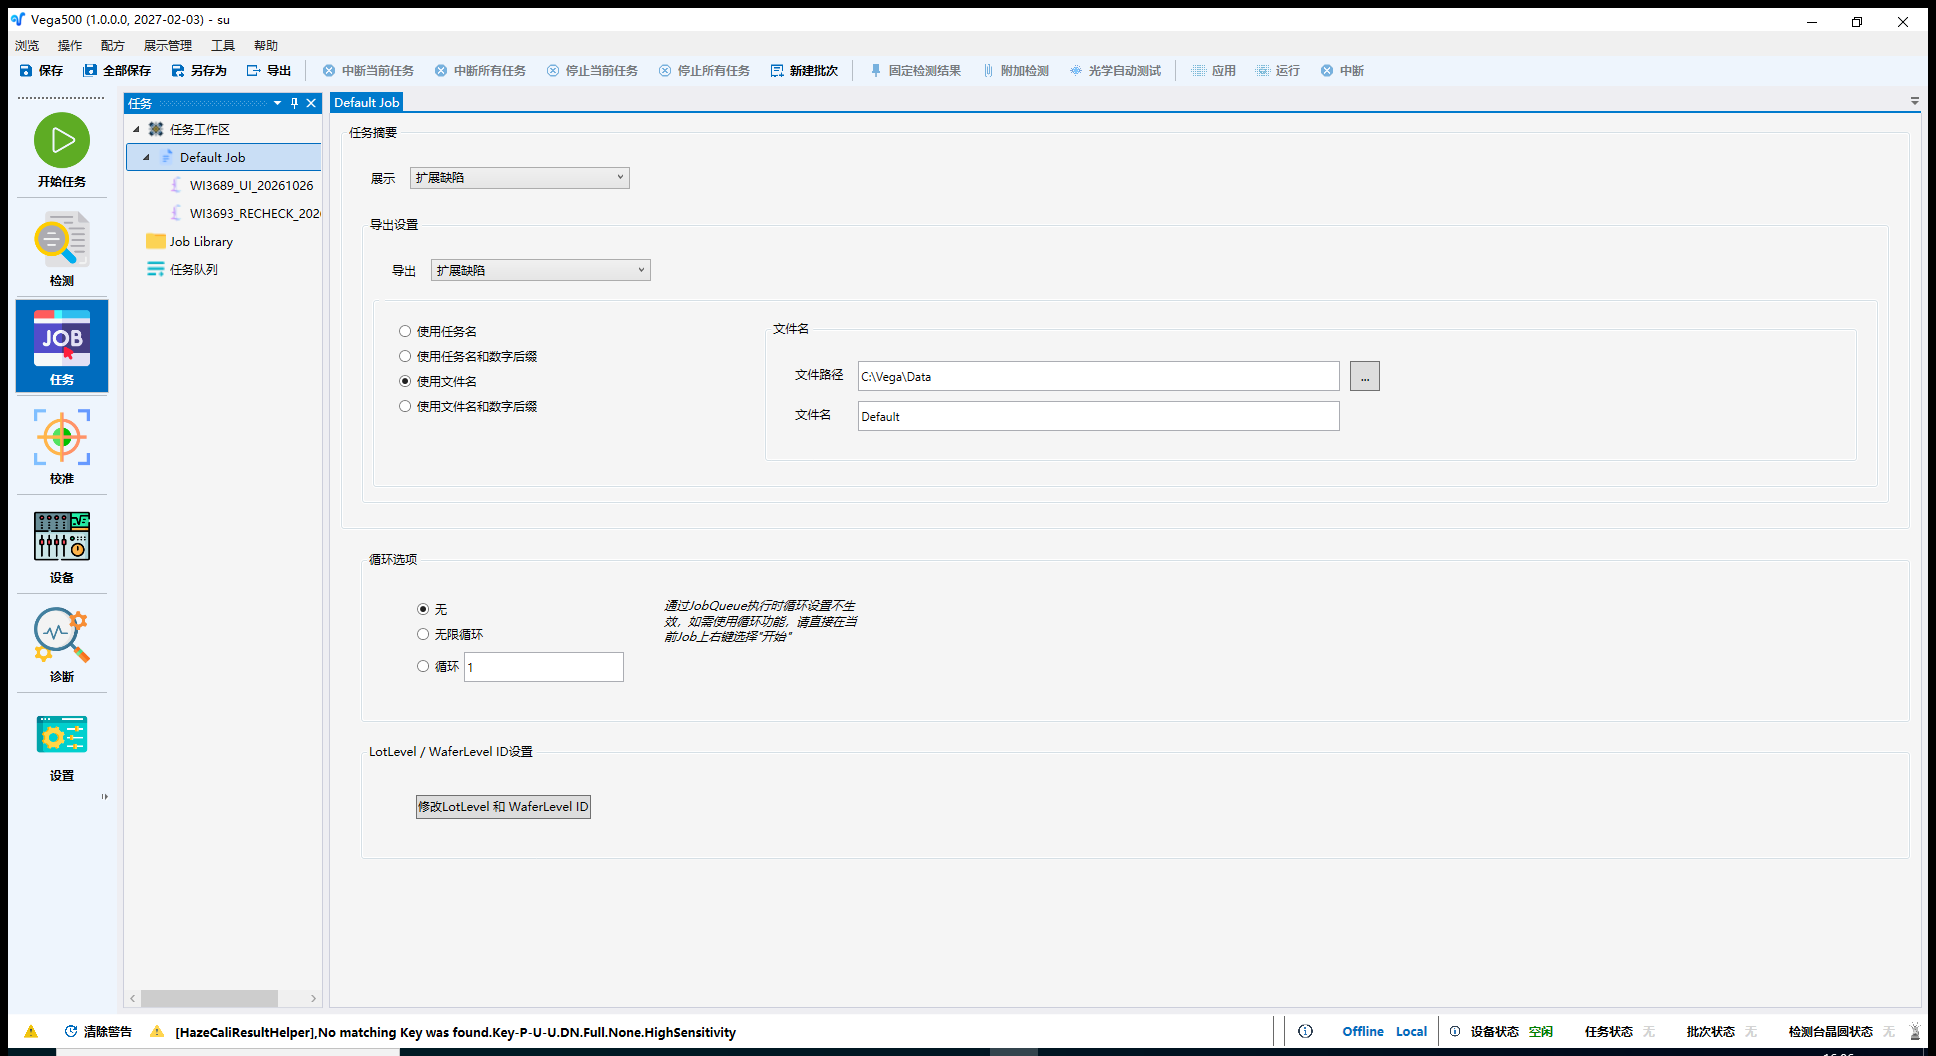 Vega500 (1.0.0.0, 2027-02-03) - su
浏览 操作 配方 展示管理 工具 帮助
保存 全部保存 另存为 导出 中断当前任务 中断所有任务 停止当前任务 停止所有任务 新建批次 固定检测结果 附加检测 光学自动测试 应用 运行 中断
开始任务
检测
JOB
任务
校准
设备
诊断
设置
任务
任务工作区
Default Job
WI3689_UI_20261026
WI3693_RECHECK_202
Job Library
任务队列
Default Job
任务摘要
展示 扩展缺陷
导出设置
导出 扩展缺陷
使用任务名
使用任务名和数字后缀
使用文件名
使用文件名和数字后缀
文件名
文件路径 C:\Vega\Data ...
文件名 Default
循环选项
无
无限循环
循环 1
通过JobQueue执行时循环设置不生
效，如需使用循环功能，请直接在当
前Job上右键选择"开始"
LotLevel / WaferLevel ID设置
修改LotLevel 和 WaferLevel ID
清除警告 [HazeCaliResultHelper],No matching Key was found.Key-P-U-U.DN.Full.None.HighSensitivity
Offline Local 设备状态 空闲 任务状态 无 批次状态 无 检测台晶圆状态 无